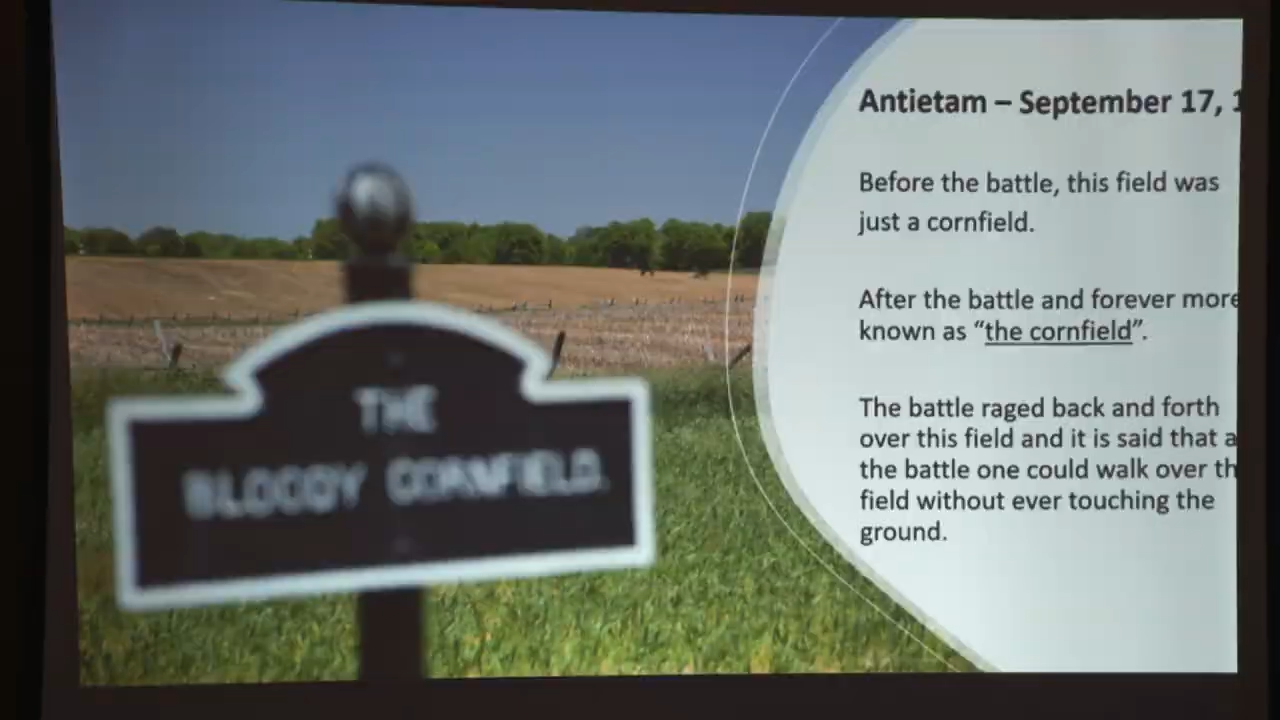 THE
BLOODY CORNFIELD.
Antietam – September 17, 1
Before the battle, this field was
just a cornfield.
After the battle and forever more
known as “the cornfield”.
The battle raged back and forth
over this field and it is said that a
the battle one could walk over th
field without ever touching the
ground.